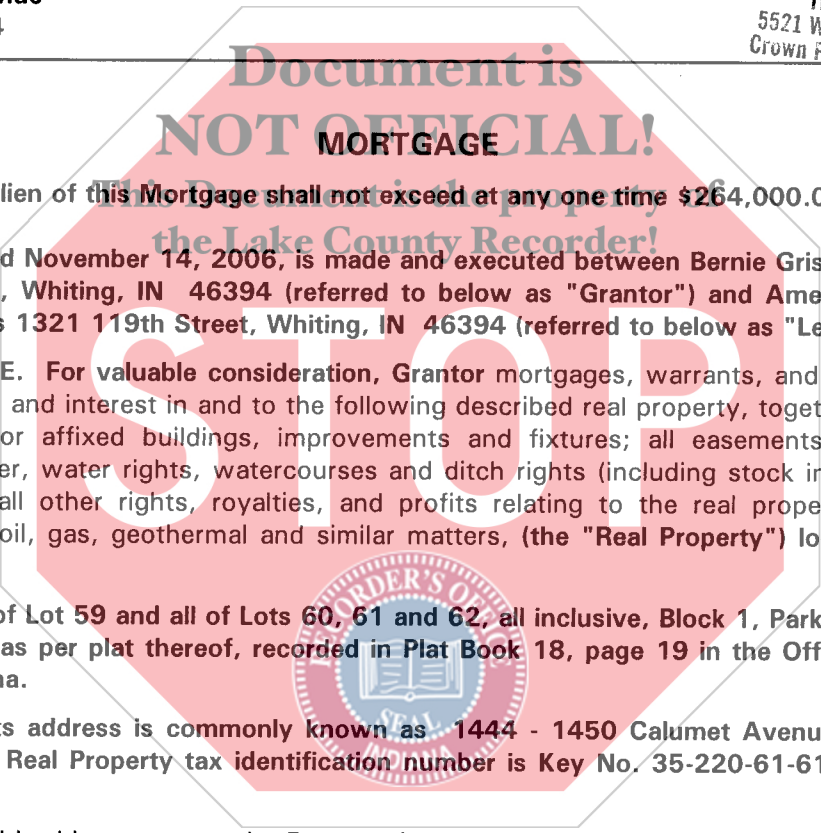 4
5521 W
Crown P
Document is
NOT OFFICIAL!
MORTGAGE
This Document is the property of
lien of this Mortgage shall not exceed at any one time $264,000.0
the Lake County Recorder!
d November 14, 2006, is made and executed between Bernie Gris
, Whiting, IN 46394 (referred to below as "Grantor") and Ame
s 1321 119th Street, Whiting, IN 46394 (referred to below as "Le
E. For valuable consideration, Grantor mortgages, warrants, and
and interest in and to the following described real property, toget
or affixed buildings, improvements and fixtures; all easements
er, water rights, watercourses and ditch rights (including stock in
all other rights, royalties, and profits relating to the real prope
oil, gas, geothermal and similar matters, (the "Real Property") lo
STOP
of Lot 59 and all of Lots 60, 61 and 62, all inclusive, Block 1, Park
as per plat thereof, recorded in Plat Book 18, page 19 in the Off
na.
ts address is commonly known as 1444 - 1450 Calumet Avenu
Real Property tax identification number is Key No. 35-220-61-61
RECORDER'S OFFICE
SEAL
INDIANA